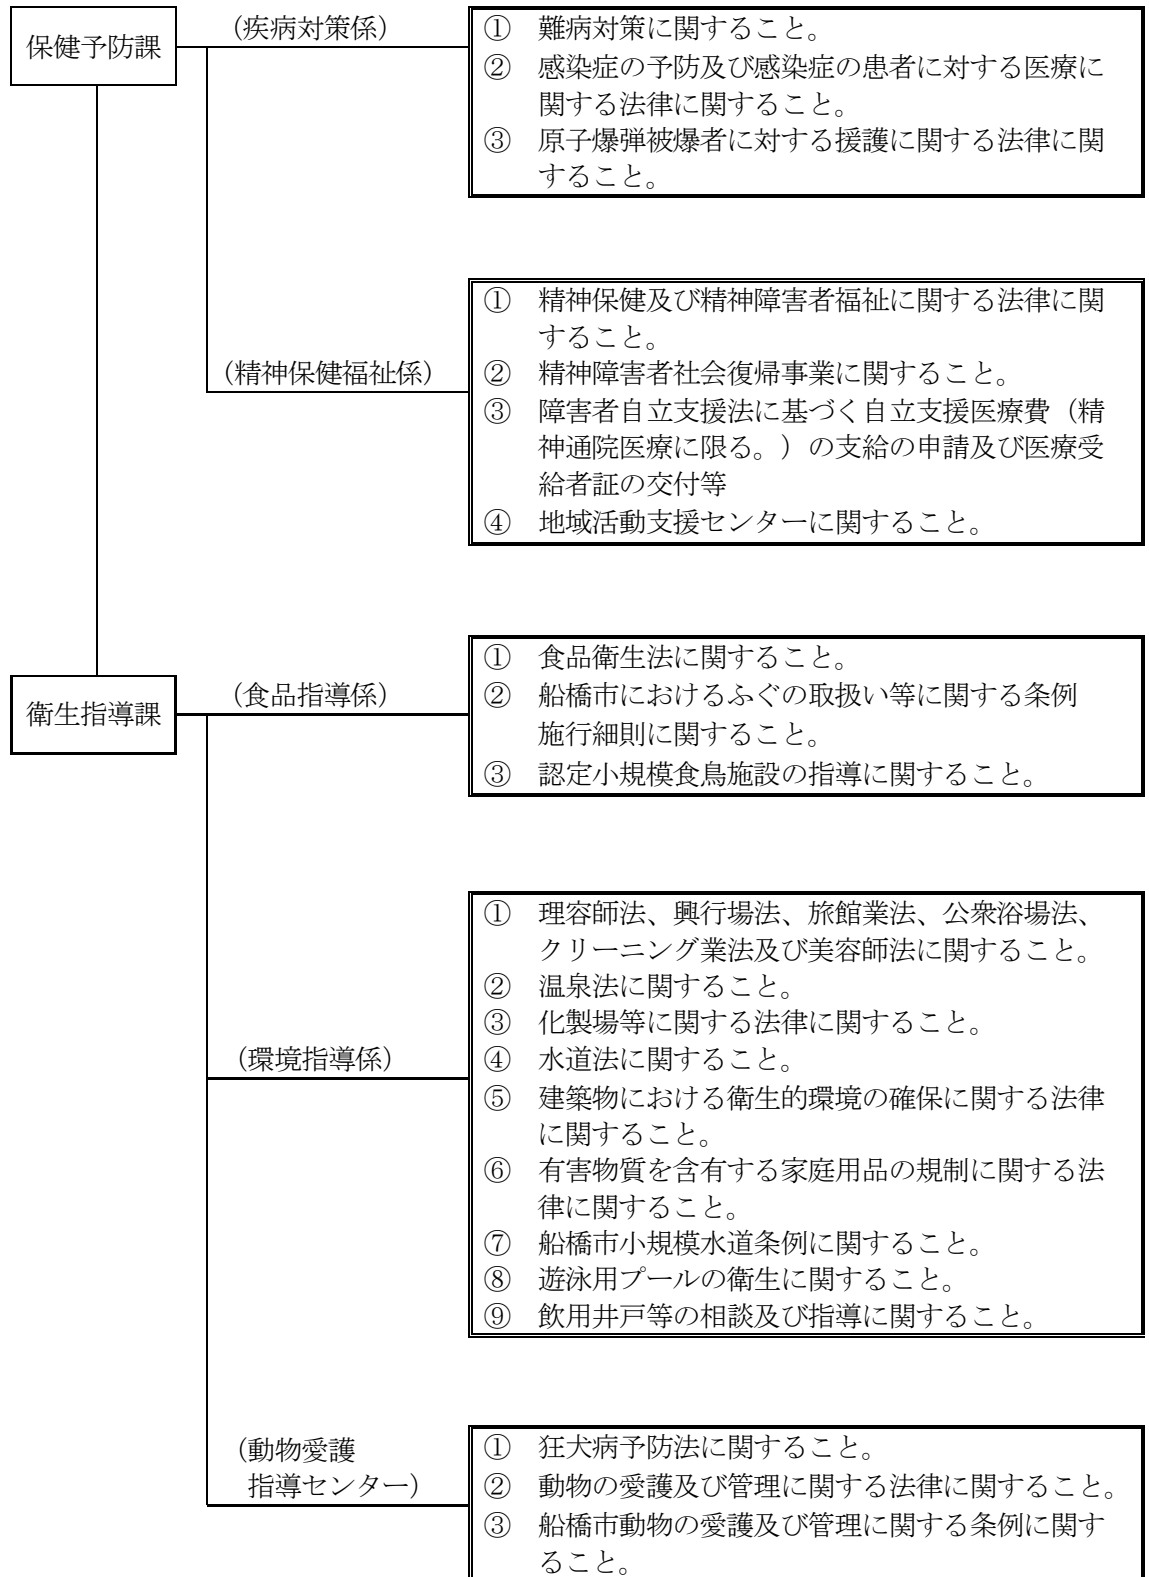 保健予防課
(疾病対策係)
① 難病対策に関すること。
② 感染症の予防及び感染症の患者に対する医療に
関する法律に関すること。
③ 原子爆弾被爆者に対する援護に関する法律に関
すること。
(精神保健福祉係)
① 精神保健及び精神障害者福祉に関する法律に関
すること。
② 精神障害者社会復帰事業に関すること。
③ 障害者自立支援法に基づく自立支援医療費（精
神通院医療に限る。）の支給の申請及び医療受
給者証の交付等
④ 地域活動支援センターに関すること。
衛生指導課
(食品指導係)
① 食品衛生法に関すること。
② 船橋市におけるふぐの取扱い等に関する条例
施行細則に関すること。
③ 認定小規模食鳥施設の指導に関すること。
(環境指導係)
① 理容師法、興行場法、旅館業法、公衆浴場法、
クリーニング業法及び美容師法に関すること。
② 温泉法に関すること。
③ 化製場等に関する法律に関すること。
④ 水道法に関すること。
⑤ 建築物における衛生的環境の確保に関する法律
に関すること。
⑥ 有害物質を含有する家庭用品の規制に関する法
律に関すること。
⑦ 船橋市小規模水道条例に関すること。
⑧ 遊泳用プールの衛生に関すること。
⑨ 飲用井戸等の相談及び指導に関すること。
(動物愛護
指導センター)
① 狂犬病予防法に関すること。
② 動物の愛護及び管理に関する法律に関すること。
③ 船橋市動物の愛護及び管理に関する条例に関す
ること。